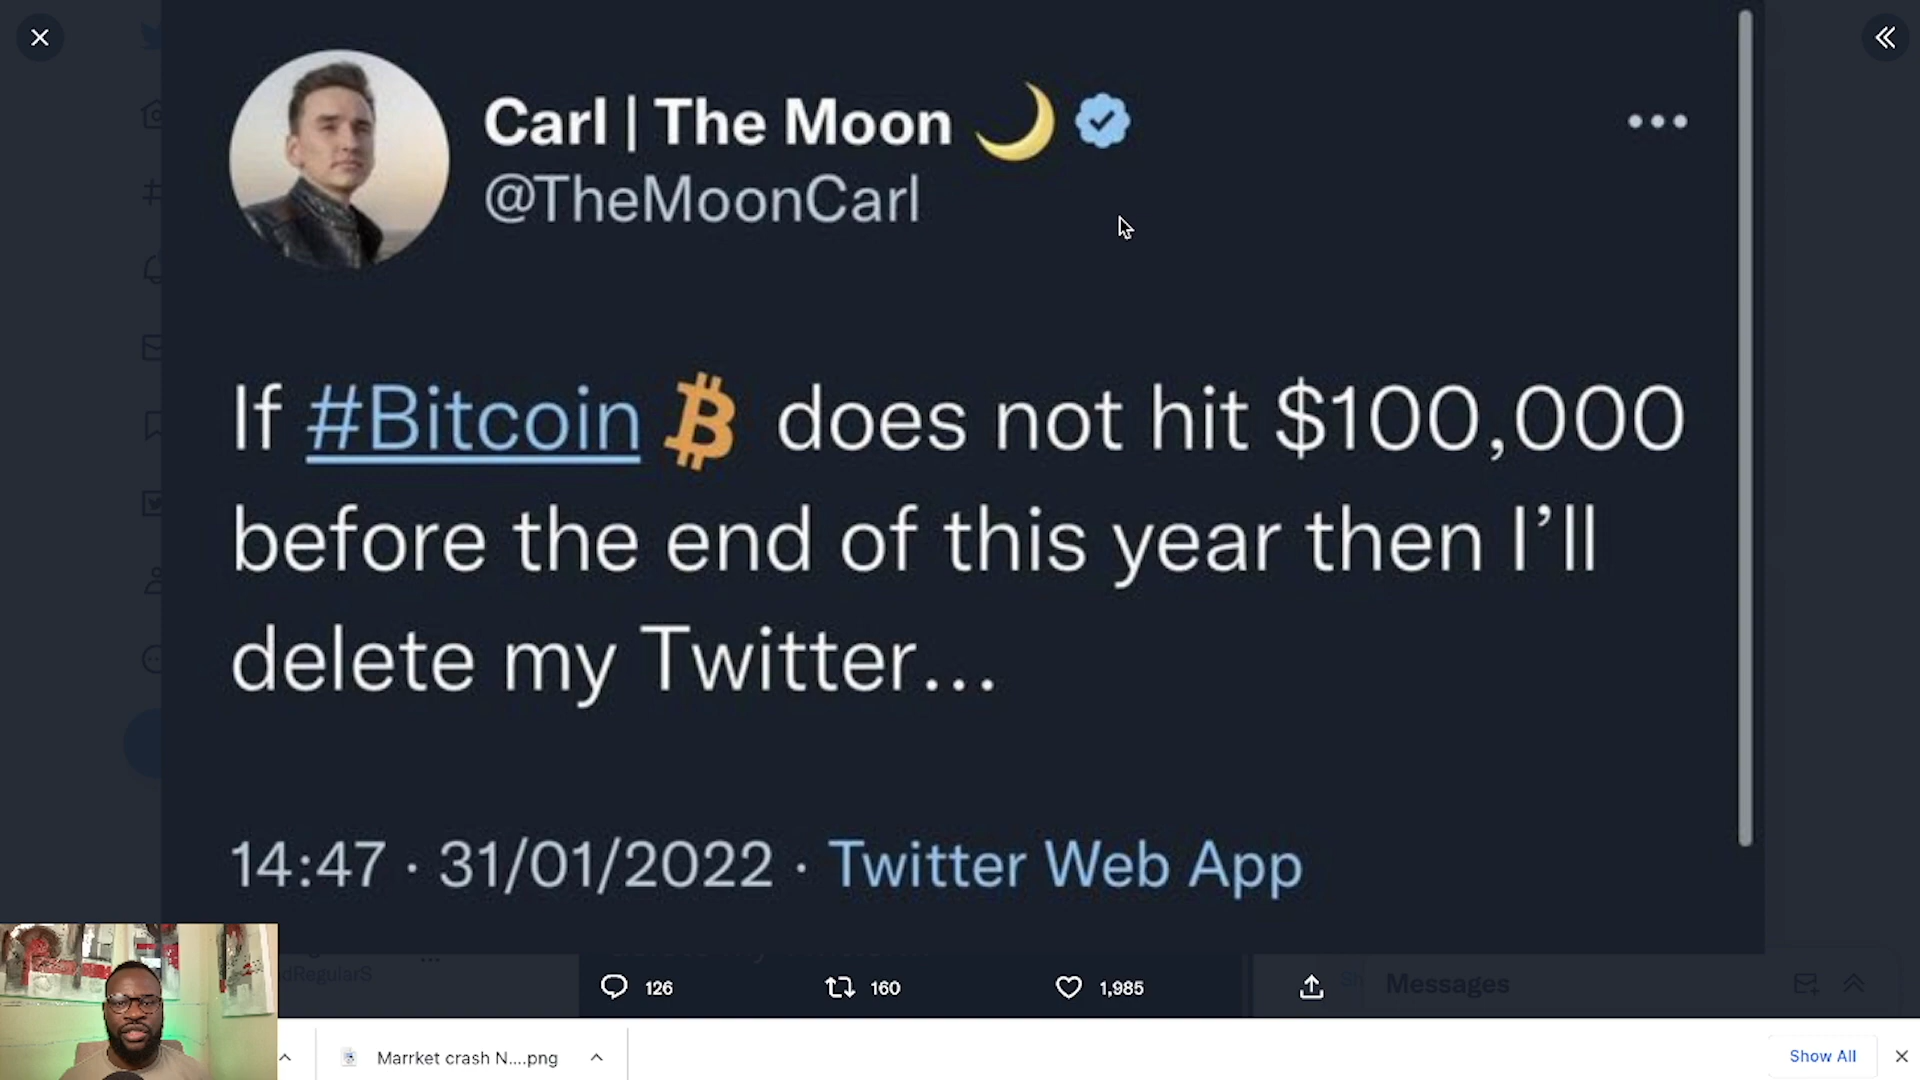 Carl | The Moon 🌙
@TheMoonCarl
If #Bitcoin does not hit $100,000
before the end of this year then I’ll
delete my Twitter...
14:47 · 31/01/2022 · Twitter Web App
dRegularS
126 160 1,985
Messages
Marrket crash N....png
Show All